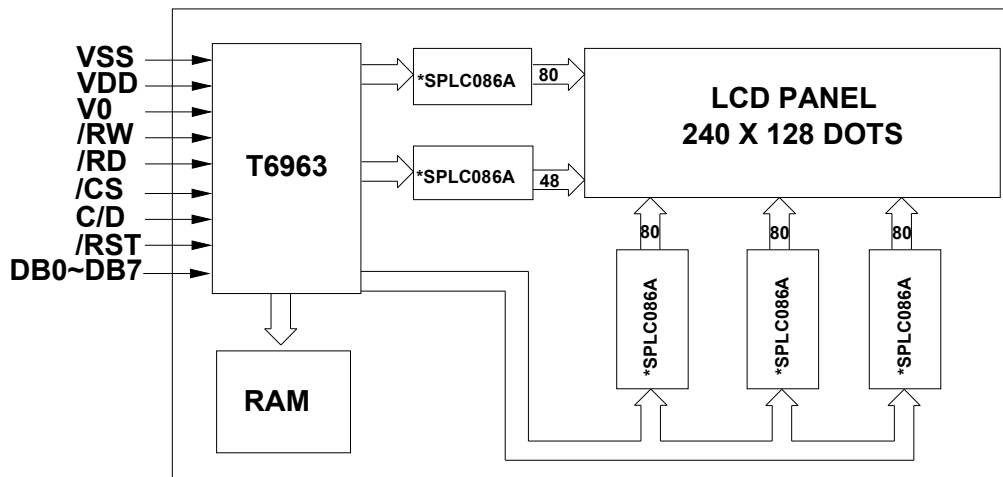 VSS
VDD
V0
/RW
/RD
/CS
C/D
/RST
DB0~DB7
T6963
RAM
*SPLC086A
80
*SPLC086A
48
LCD PANEL
240 X 128 DOTS
80
80
80
*SPLC086A
*SPLC086A
*SPLC086A